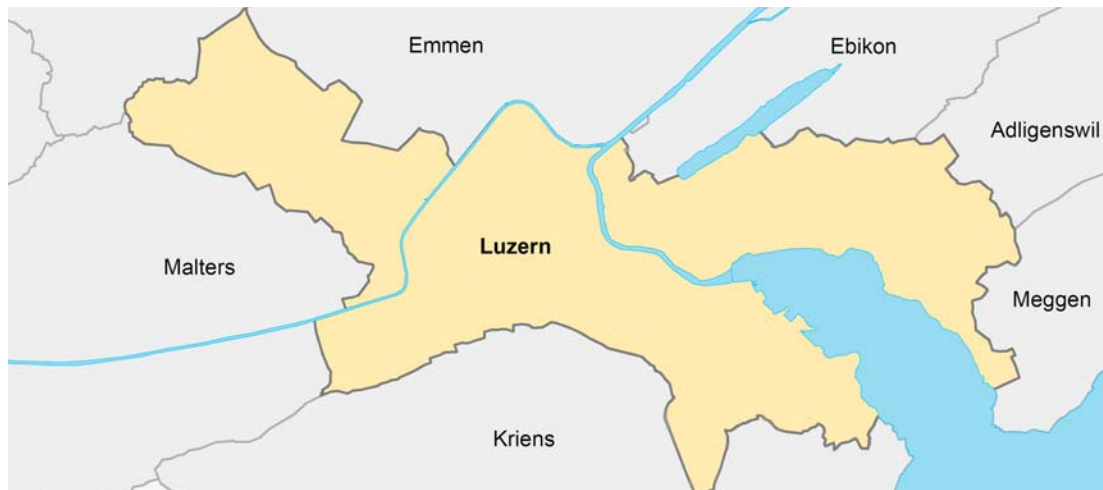 Emmen
Ebikon
Adligenswil
Luzern
Malters
Meggen
Kriens